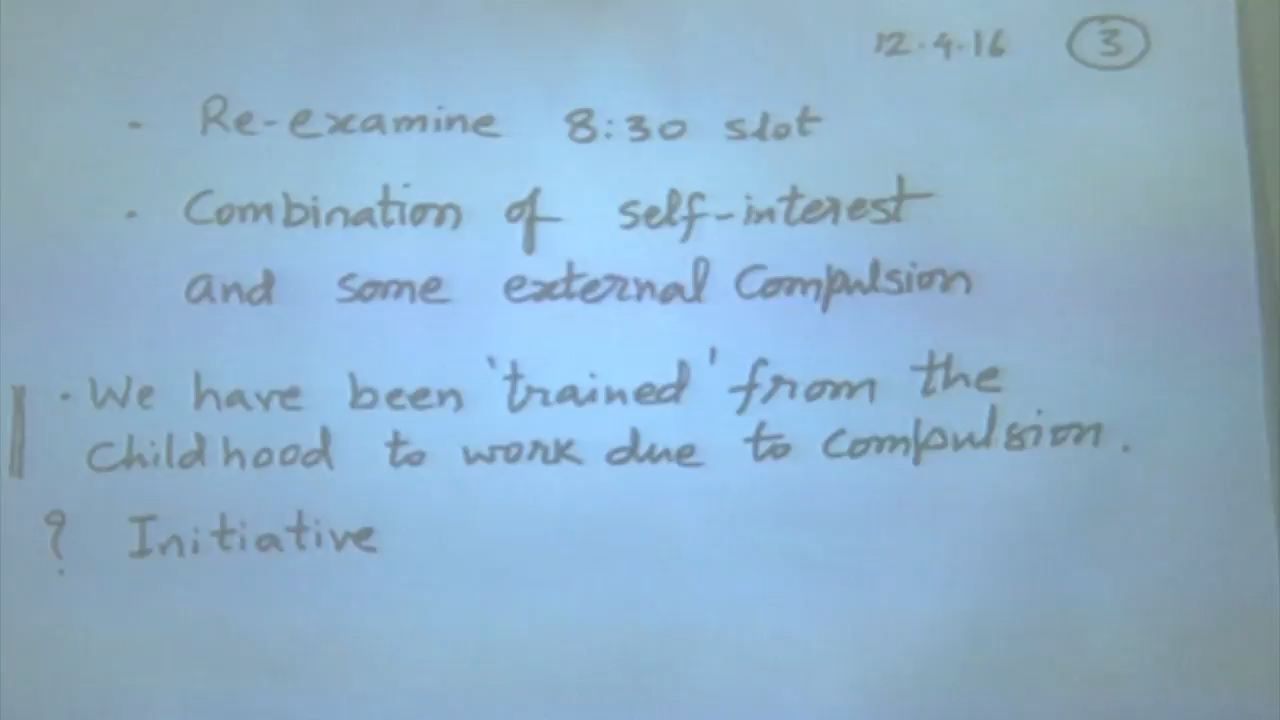 12.4.16 3
- Re-examine 8:30 slot
· Combination of self-interest
and some external Compulsion
· We have been 'trained' from the
childhood to work due to compulsion.
? Initiative